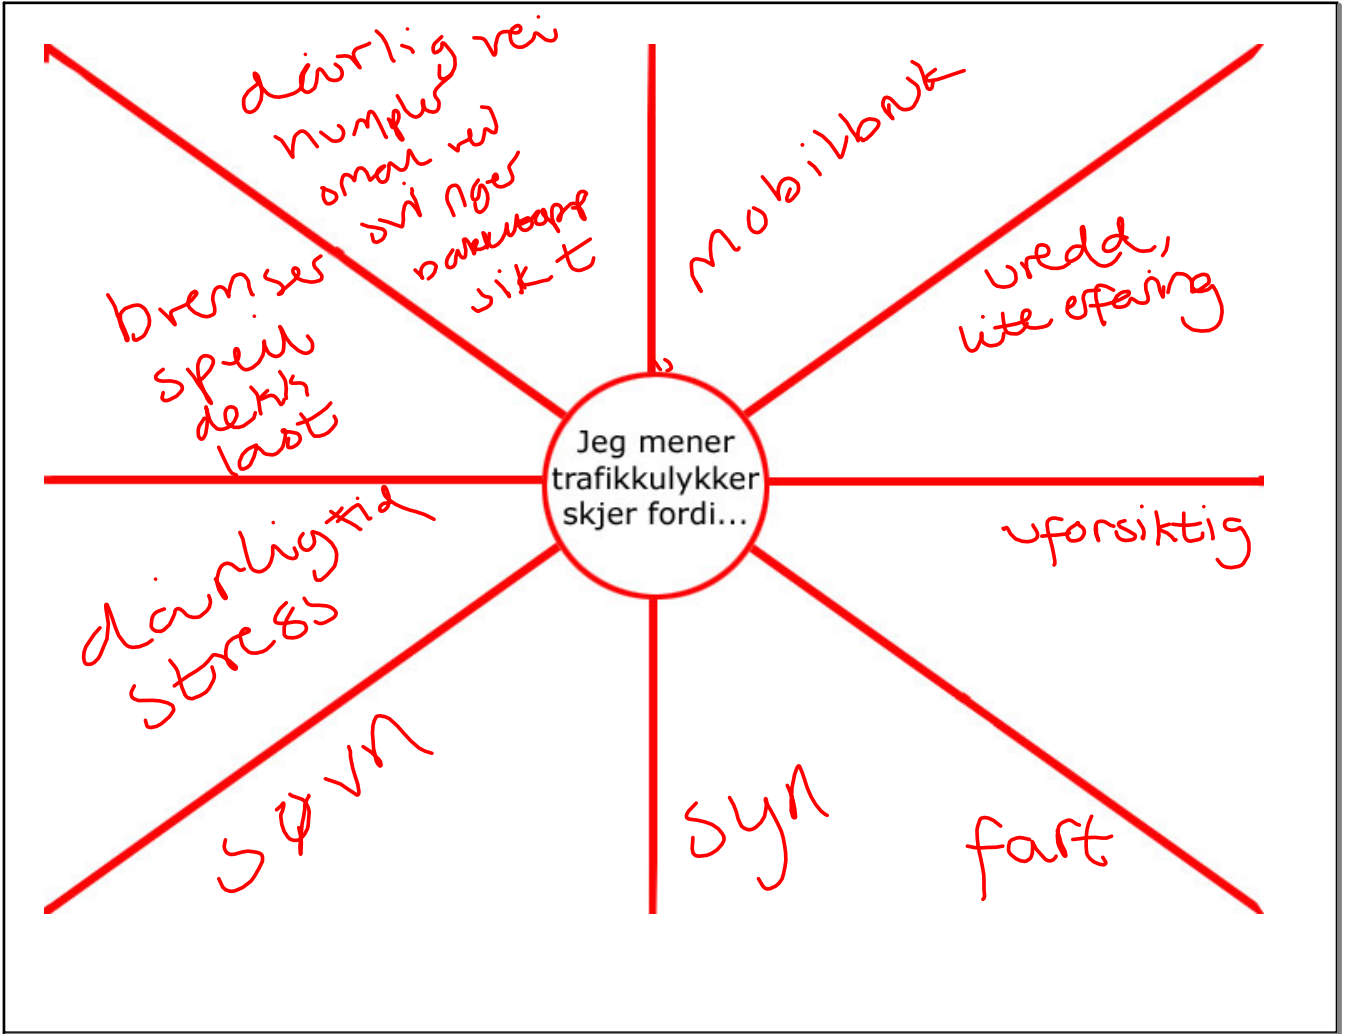 dårlig vei
humpler
smal vei
svinger
bakketopp
sikt
Mobilbruk
uredd,
lite erfaring
bremser
speil
dekk
last
Jeg mener
trafikkulykker
skjer fordi...
uforsiktig
dårlig tid
stress
søvn
syn
fart